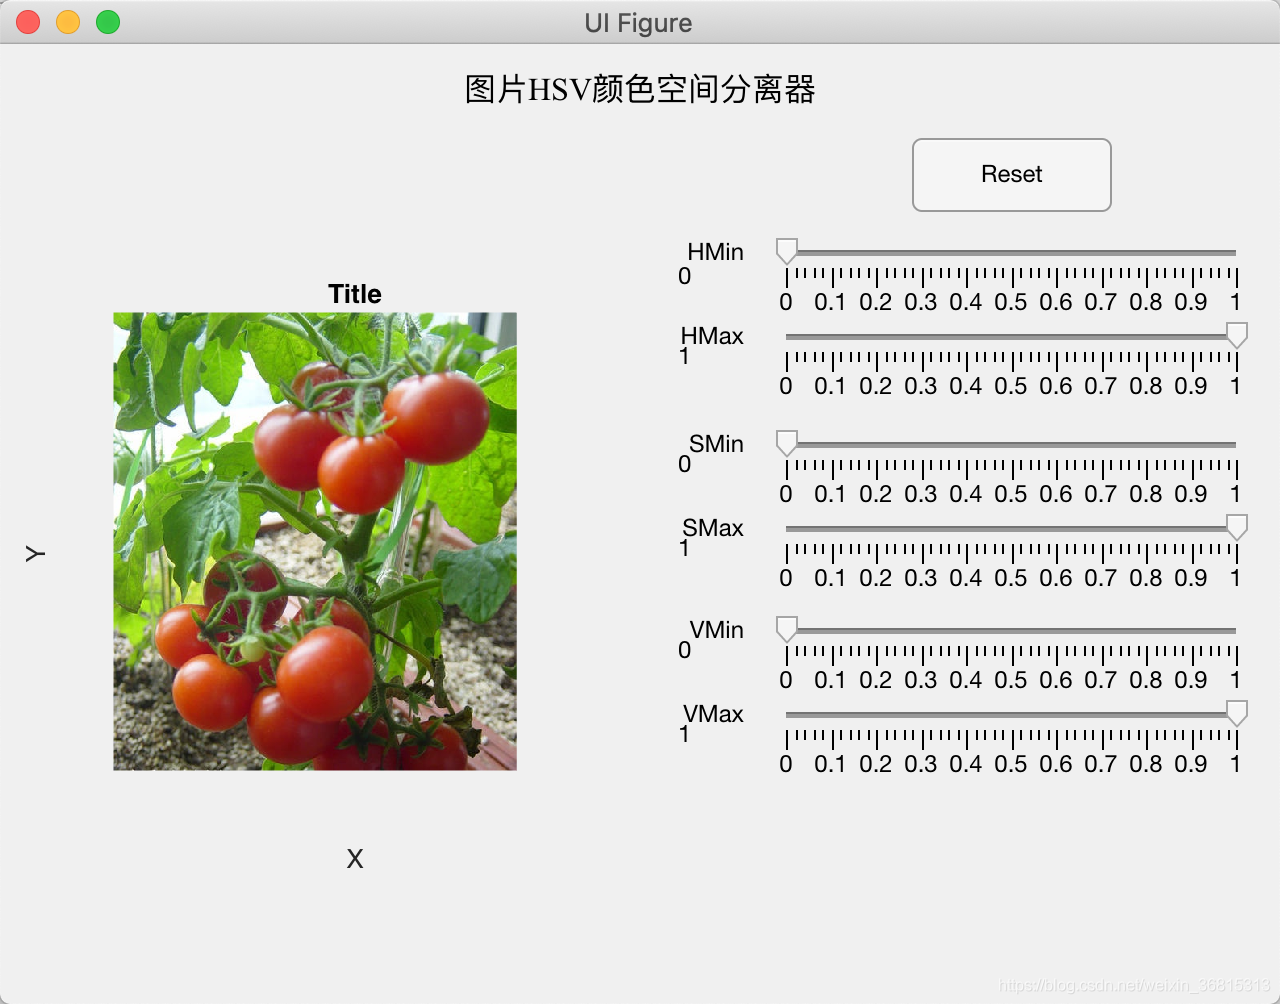 UI Figure
图片HSV颜色空间分离器
Reset
HMin
0
0 0.1 0.2 0.3 0.4 0.5 0.6 0.7 0.8 0.9 1
HMax
1
0 0.1 0.2 0.3 0.4 0.5 0.6 0.7 0.8 0.9 1
SMin
0
0 0.1 0.2 0.3 0.4 0.5 0.6 0.7 0.8 0.9 1
SMax
1
0 0.1 0.2 0.3 0.4 0.5 0.6 0.7 0.8 0.9 1
VMin
0
0 0.1 0.2 0.3 0.4 0.5 0.6 0.7 0.8 0.9 1
VMax
1
0 0.1 0.2 0.3 0.4 0.5 0.6 0.7 0.8 0.9 1
Title
Y
X
https://blog.csdn.net/weixin_36815313